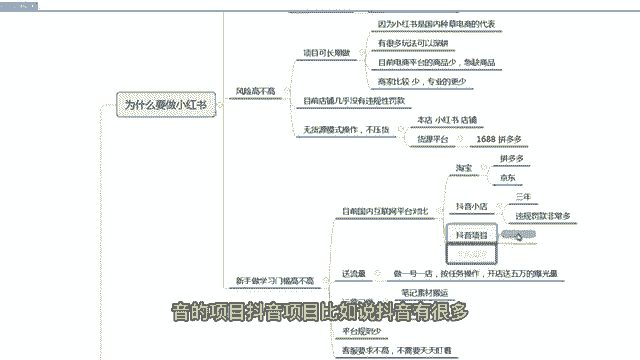 因为小红书是国内种草电商的代表
有很多玩法可以深耕
项目可长期做
目前电商平台的商品少，急缺商品
商家比较 少，专业的更少
风险高不高
为什么要做小红书
目前店铺几乎没有违规性罚款
本店 小红书 店铺
无货源模式操作，不压货
货源平台
1688 拼多多
淘宝
拼多多
京东
目前国内互联网平台对比
抖音小店
三年
违规罚款非常多
抖音项目
新手做学习门槛高不高
送流量
做一号一店，按任务操作，开店送五万的曝光量
笔记素材搬运
音的项目抖音项目比如说抖音有很多
平台规则少
客服要求不高，不需要天天盯着